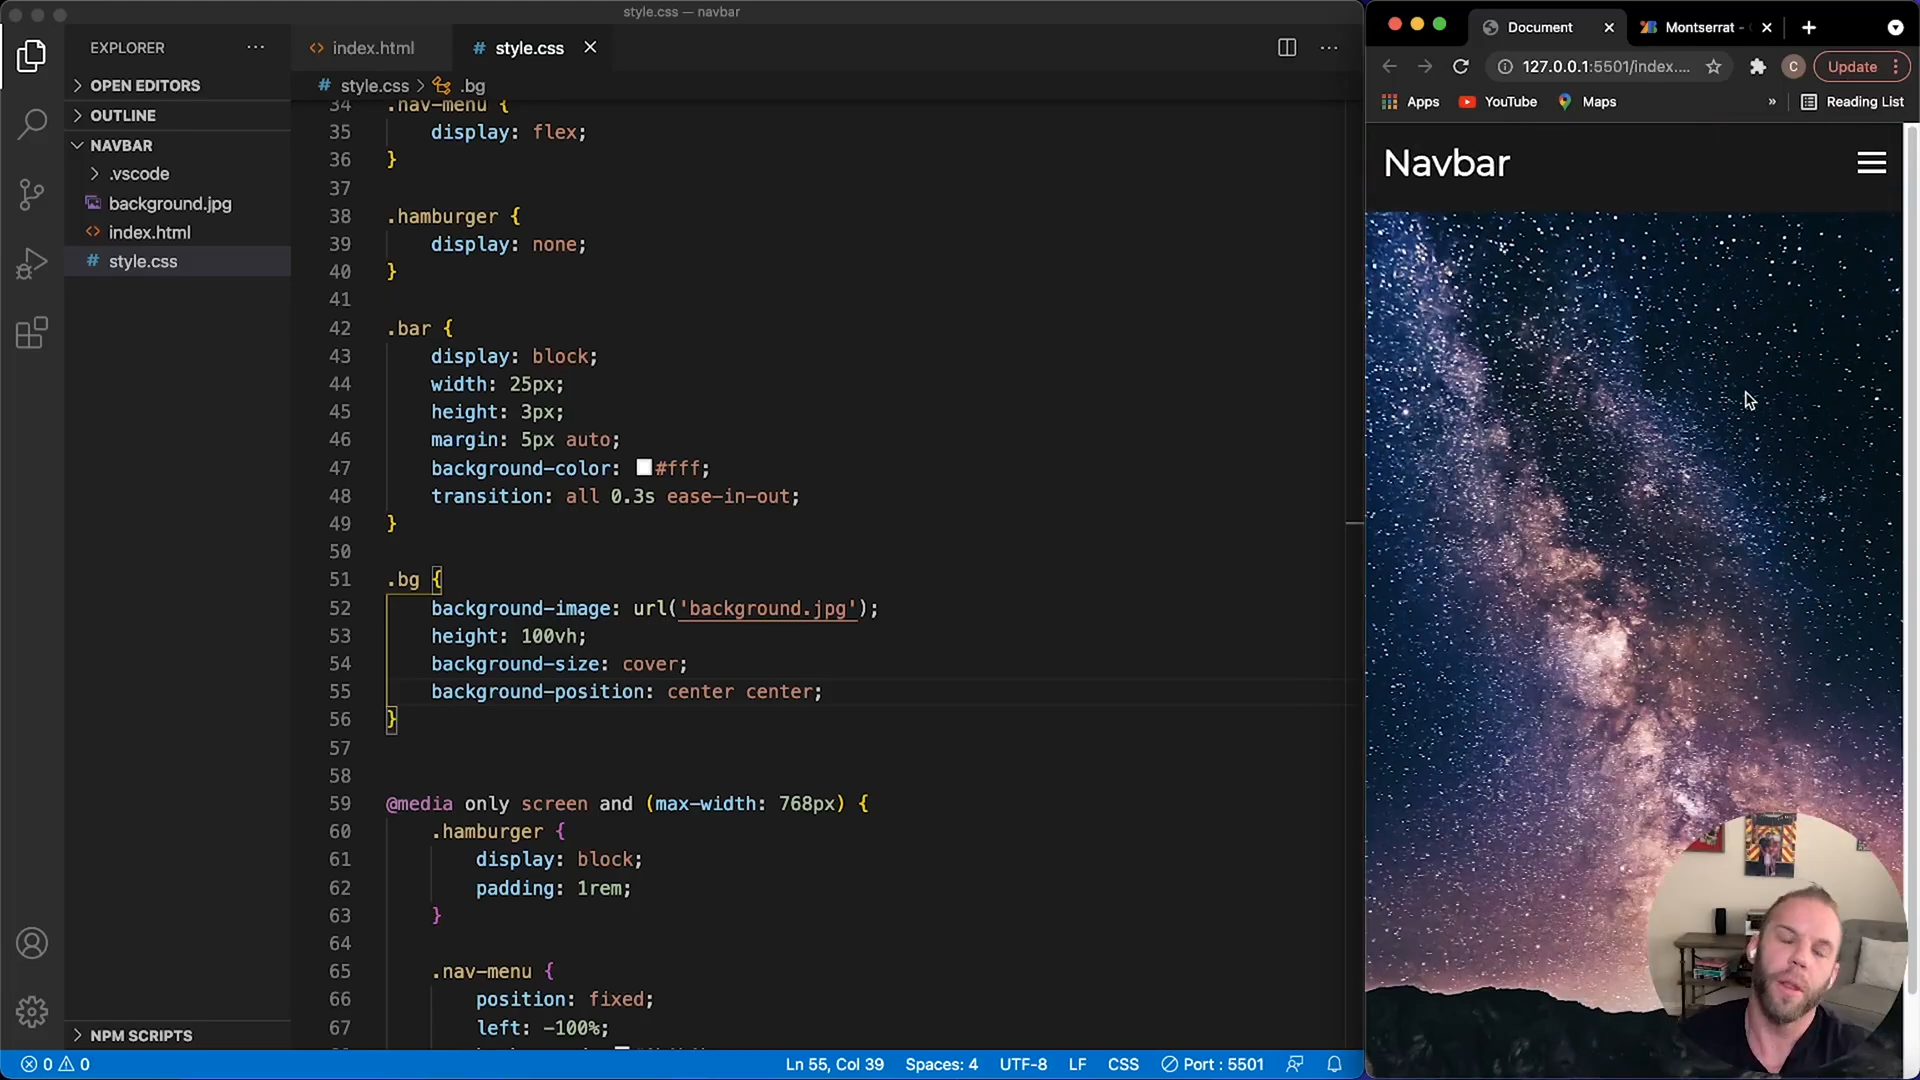 style.css — navbar
EXPLORER
OPEN EDITORS
OUTLINE
NAVBAR
.vscode
background.jpg
index.html
style.css
NPM SCRIPTS
index.html
style.css
style.css > .bg
34 .nav-menu {
35 display: flex;
36 }
37
38 .hamburger {
39 display: none;
40 }
41
42 .bar {
43 display: block;
44 width: 25px;
45 height: 3px;
46 margin: 5px auto;
47 background-color: #fff;
48 transition: all 0.3s ease-in-out;
49 }
50
51 .bg {
52 background-image: url('background.jpg');
53 height: 100vh;
54 background-size: cover;
55 background-position: center center;
56 }
57
58
59 @media only screen and (max-width: 768px) {
60 .hamburger {
61 display: block;
62 padding: 1rem;
63 }
64
65 .nav-menu {
66 position: fixed;
67 left: -100%;
0 0
Ln 55, Col 39
Spaces: 4
UTF-8
LF
CSS
Port : 5501
Document
Montserrat -
127.0.0.1:5501/index....
C
Update
Apps
YouTube
Maps
»
Reading List
Navbar